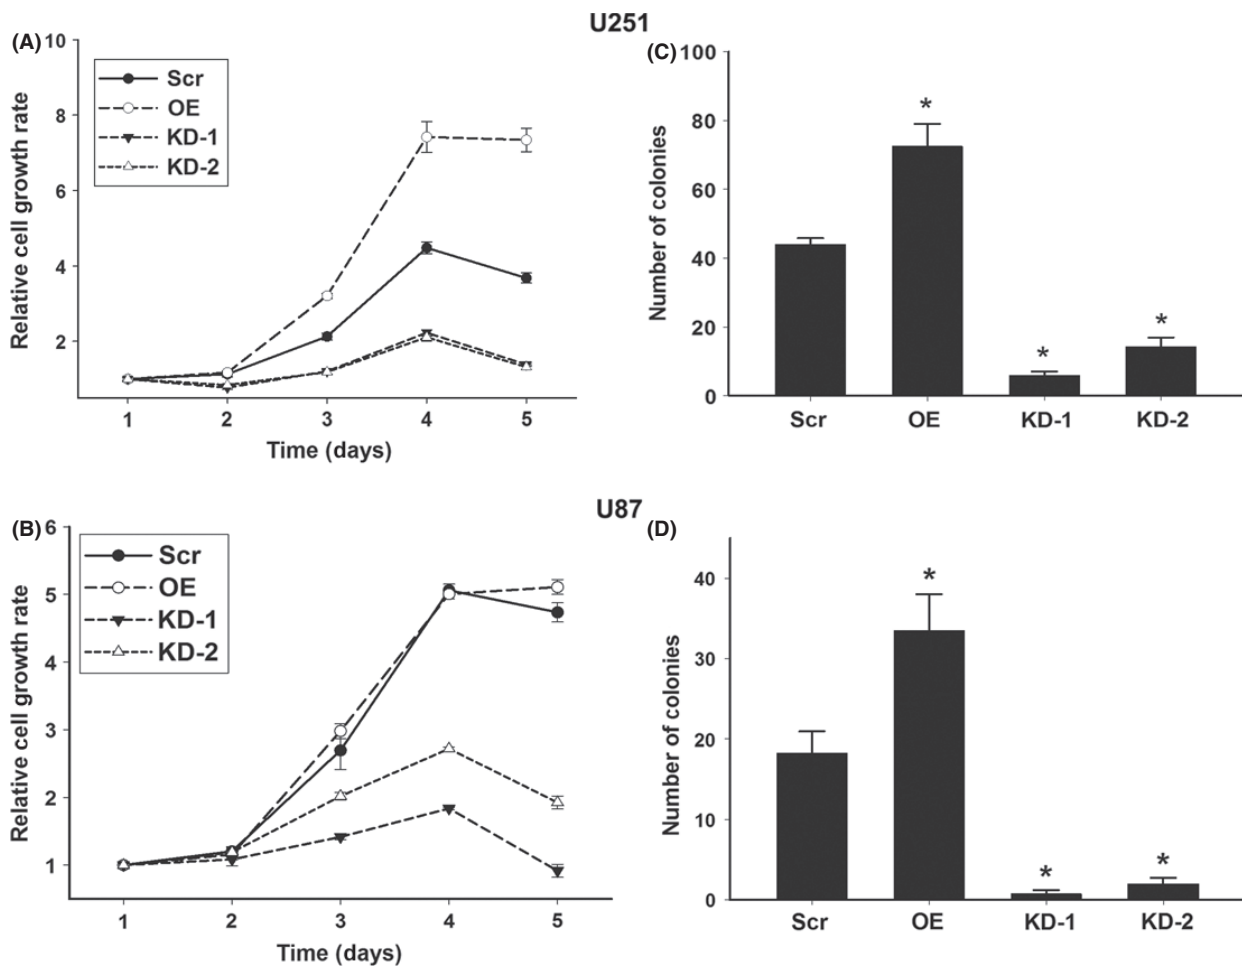 U251
(A)
10
8
6
4
2
Relative cell growth rate
Scr
OE
KD-1
KD-2
1 2 3 4 5
Time (days)
(C)
100
80
60
40
20
0
Number of colonies
*
*
*
Scr OE KD-1 KD-2
U87
(B)
6
5
4
3
2
1
Relative cell growth rate
Scr
OE
KD-1
KD-2
1 2 3 4 5
Time (days)
(D)
40
30
20
10
0
Number of colonies
*
*
*
Scr OE KD-1 KD-2